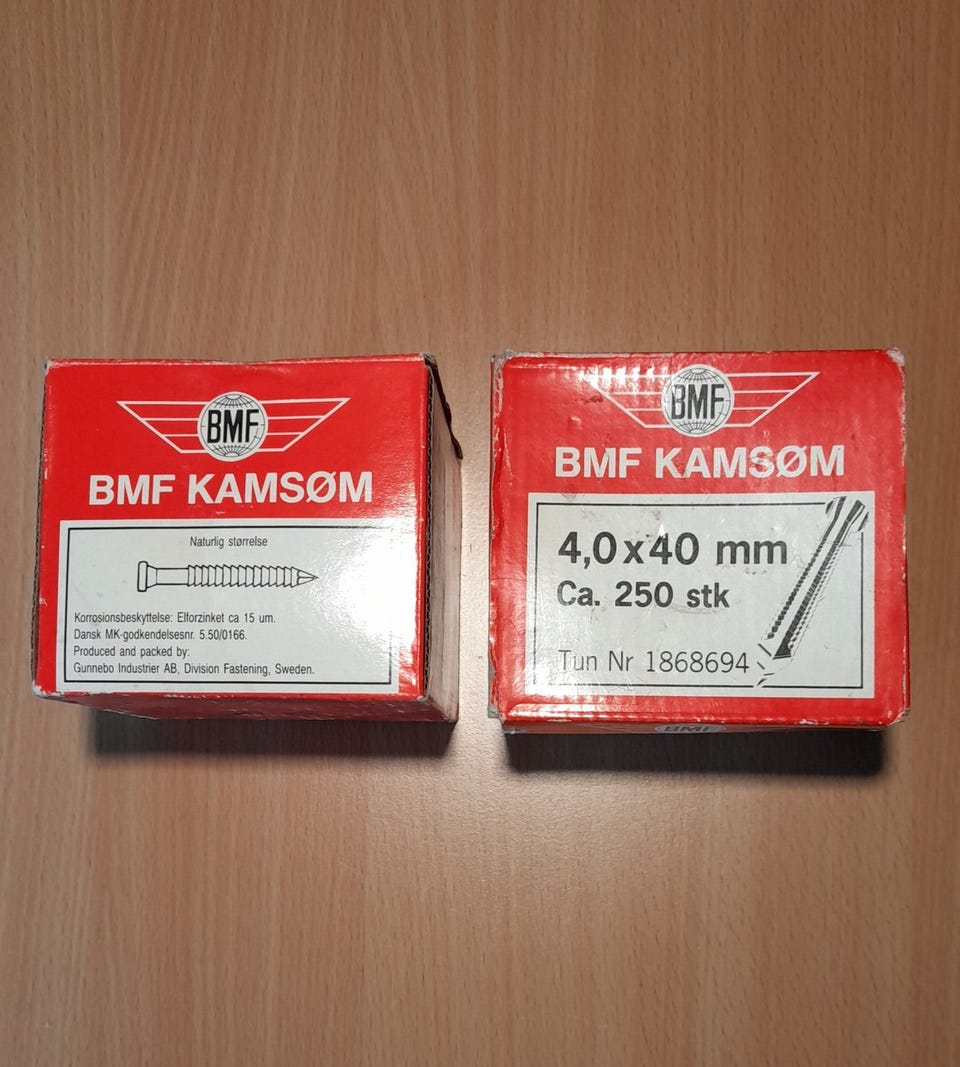 BMF
BMF KAMSØM
Naturlig størrelse
Korrosionsbeskyttelse: Elforzinket ca 15 um.
Dansk MK-godkendelsesnr. 5.50/0166.
Produced and packed by:
Gunnebo Industrier AB, Division Fastening, Sweden.
BMF
BMF KAMSØM
4,0x40 mm
Ca. 250 stk
Tun Nr 1868694
BMF